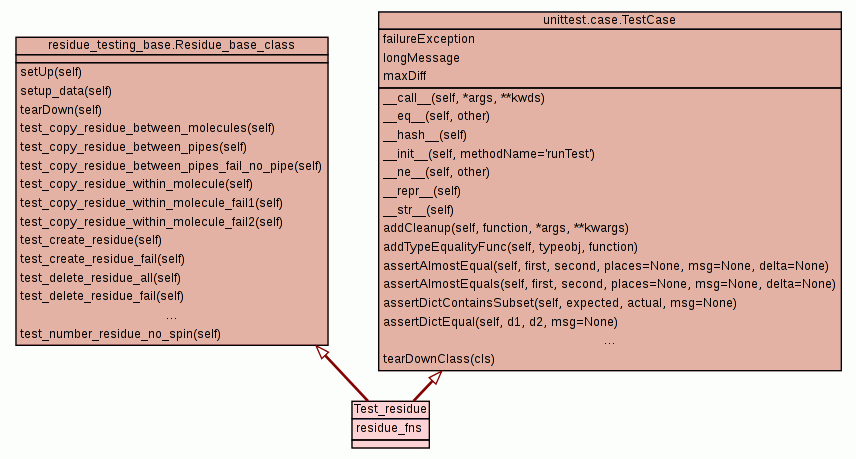 residue_testing_base.Residue_base_class
setUp(self)
setup_data(self)
tearDown(self)
test_copy_residue_between_molecules(self)
test_copy_residue_between_pipes(self)
test_copy_residue_between_pipes_fail_no_pipe(self)
test_copy_residue_within_molecule(self)
test_copy_residue_within_molecule_fail1(self)
test_copy_residue_within_molecule_fail2(self)
test_create_residue(self)
test_create_residue_fail(self)
test_delete_residue_all(self)
test_delete_residue_fail(self)
...
test_number_residue_no_spin(self)
unittest.case.TestCase
failureException
longMessage
maxDiff
__call__(self, *args, **kwds)
__eq__(self, other)
__hash__(self)
__init__(self, methodName='runTest')
__ne__(self, other)
__repr__(self)
__str__(self)
addCleanup(self, function, *args, **kwargs)
addTypeEqualityFunc(self, typeobj, function)
assertAlmostEqual(self, first, second, places=None, msg=None, delta=None)
assertAlmostEquals(self, first, second, places=None, msg=None, delta=None)
assertDictContainsSubset(self, expected, actual, msg=None)
assertDictEqual(self, d1, d2, msg=None)
...
tearDownClass(cls)
Test_residue
residue_fns